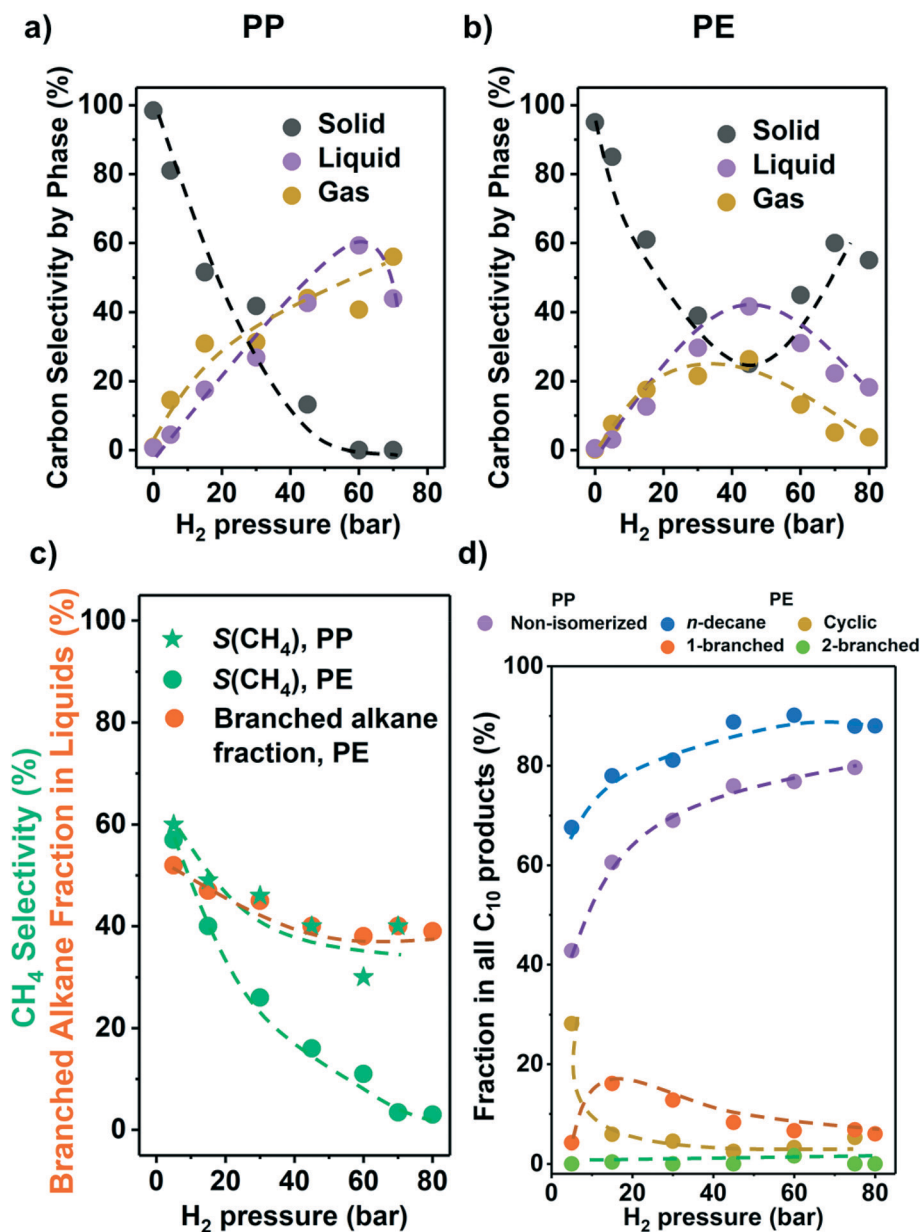 a) PP
Carbon Selectivity by Phase (%)
100
80
60
40
20
0
Solid
Liquid
Gas
0 20 40 60 80
H2 pressure (bar)
b) PE
Carbon Selectivity by Phase (%)
100
80
60
40
20
0
Solid
Liquid
Gas
0 20 40 60 80
H2 pressure (bar)
c)
CH4 Selectivity (%)
Branched Alkane Fraction in Liquids (%)
100
80
60
40
20
0
S(CH4), PP
S(CH4), PE
Branched alkane
fraction, PE
0 20 40 60 80
H2 pressure (bar)
d)
PP PE
Non-isomerized n-decane Cyclic
1-branched 2-branched
Fraction in all C10 products (%)
100
80
60
40
20
0
0 20 40 60 80
H2 pressure (bar)